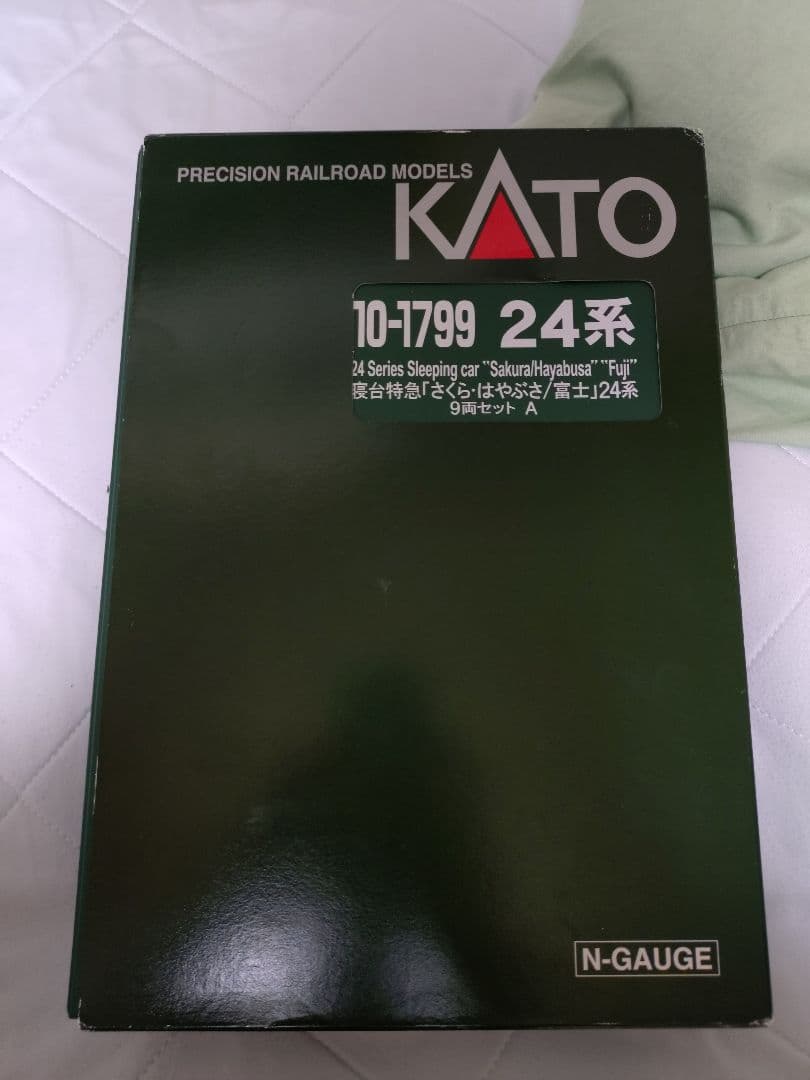 PRECISION RAILROAD MODELS
KATO
10-1799 24系
24 Series Sleeping car "Sakura/Hayabusa" "Fuji"
寝台特急「さくら・はやぶさ/富士」24系
9両セット A
N-GAUGE